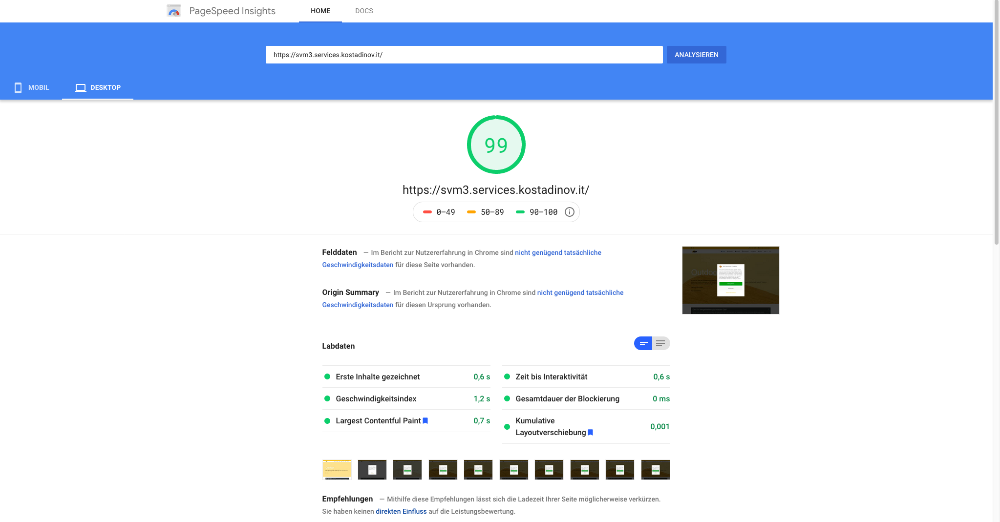 PageSpeed Insights
HOME
DOCS
https://svm3.services.kostadinov.it/
ANALYSIEREN
MOBIL
DESKTOP
99
https://svm3.services.kostadinov.it/
0–49
50–89
90–100
Felddaten — Im Bericht zur Nutzererfahrung in Chrome sind nicht genügend tatsächliche
Geschwindigkeitsdaten für diese Seite vorhanden.
Origin Summary — Im Bericht zur Nutzererfahrung in Chrome sind nicht genügend tatsächliche
Geschwindigkeitsdaten für diesen Ursprung vorhanden.
Labdaten
Erste Inhalte gezeichnet 0,6 s
Zeit bis Interaktivität 0,6 s
Geschwindigkeitsindex 1,2 s
Gesamtdauer der Blockierung 0 ms
Largest Contentful Paint 0,7 s
Kumulative
Layoutverschiebung 0,001
Empfehlungen — Mithilfe diese Empfehlungen lässt sich die Ladezeit Ihrer Seite möglicherweise verkürzen.
Sie haben keinen direkten Einfluss auf die Leistungsbewertung.